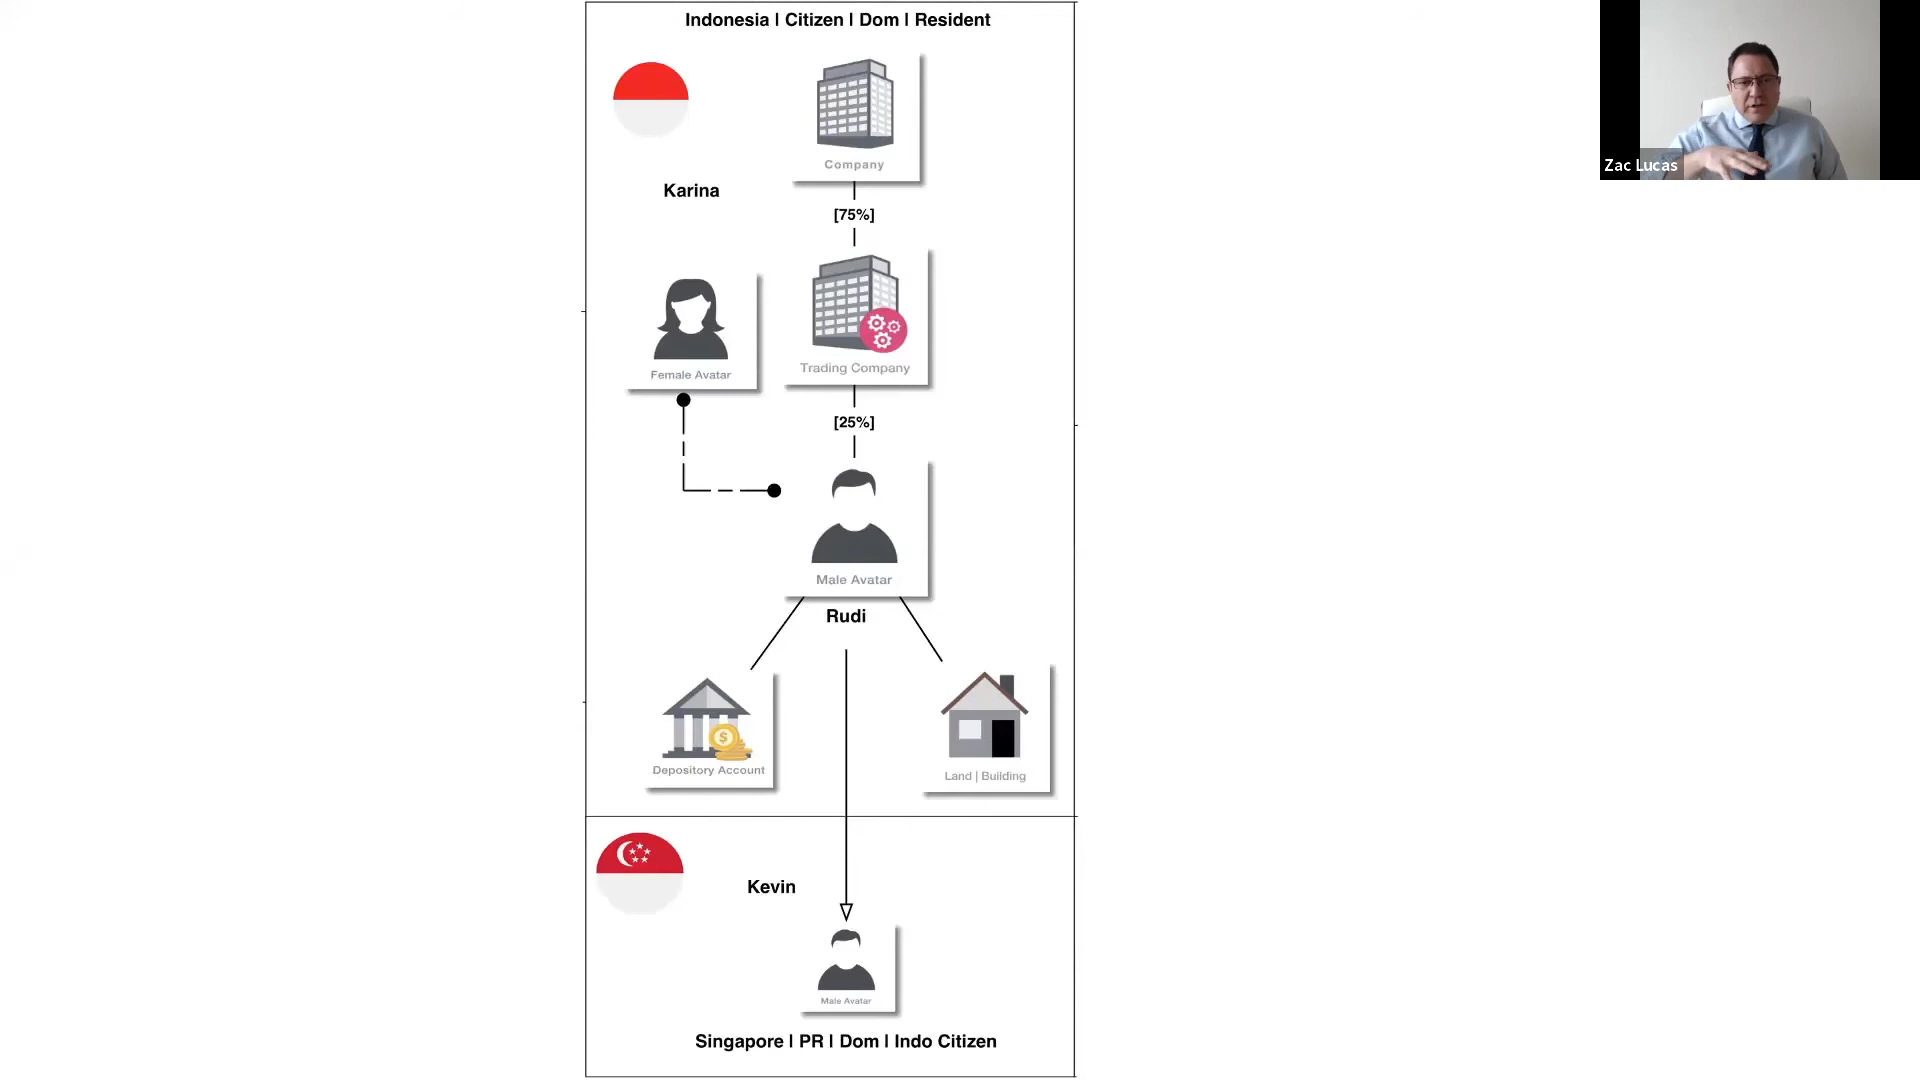 Indonesia | Citizen | Dom | Resident
Zac Lucas
Company
Karina
[75%]
Female Avatar
Trading Company
[25%]
Male Avatar
Rudi
$
Depository Account
Land | Building
Kevin
Male Avatar
Singapore | PR | Dom | Indo Citizen